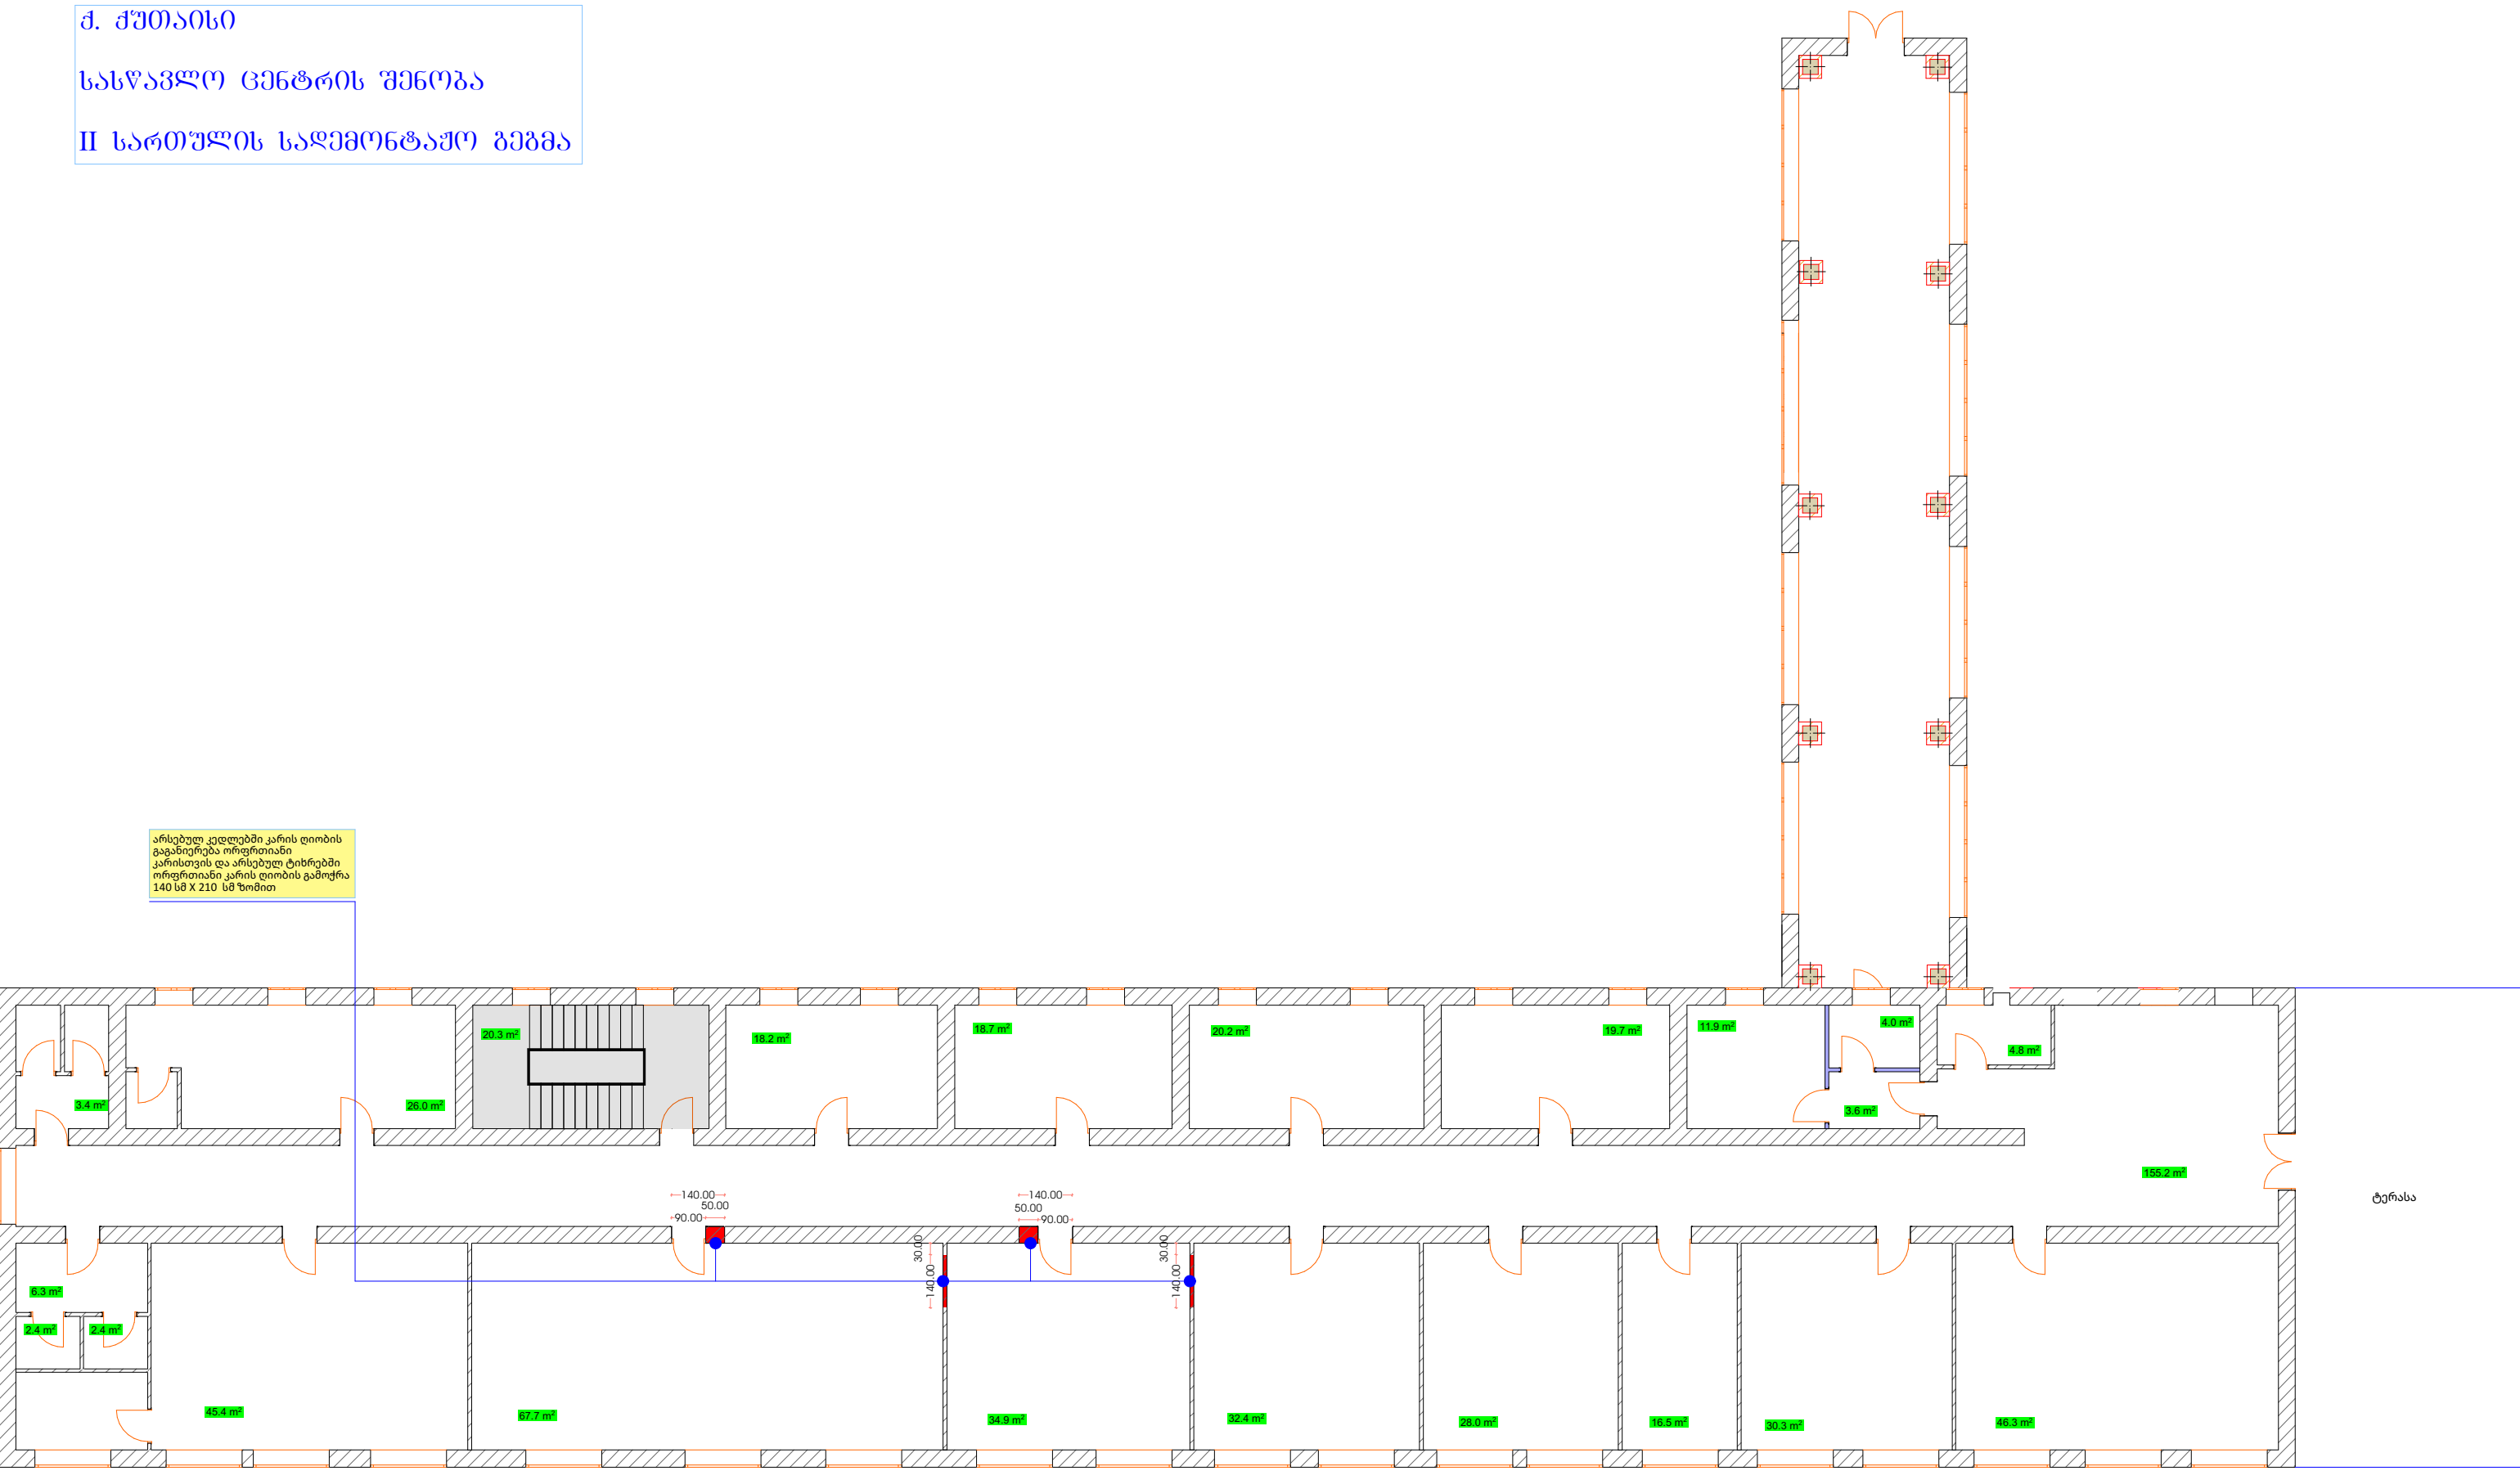 ქ. ქუთაისი
სასწავლო ცენტრის შენობა
II სართულის სადემონტაჟო გეგმა
არსებულ კედლებში კარის ღიობის
გაგანიერება ორფრთიანი
კარისთვის და არსებულ ტიხრებში
ორფრთიანი კარის ღიობის გამოჭრა
140 სმ X 210 სმ ზომით
20.3 m²
18.2 m²
18.7 m²
20.2 m²
19.7 m²
11.9 m²
4.0 m²
4.8 m²
3.4 m²
26.0 m²
3.6 m²
155.2 m²
ტერასა
140.00
50.00
90.00
140.00
50.00
90.00
30.00
140.00
30.00
140.00
6.3 m²
2.4 m²
2.4 m²
45.4 m²
67.7 m²
34.9 m²
32.4 m²
28.0 m²
16.5 m²
30.3 m²
46.3 m²